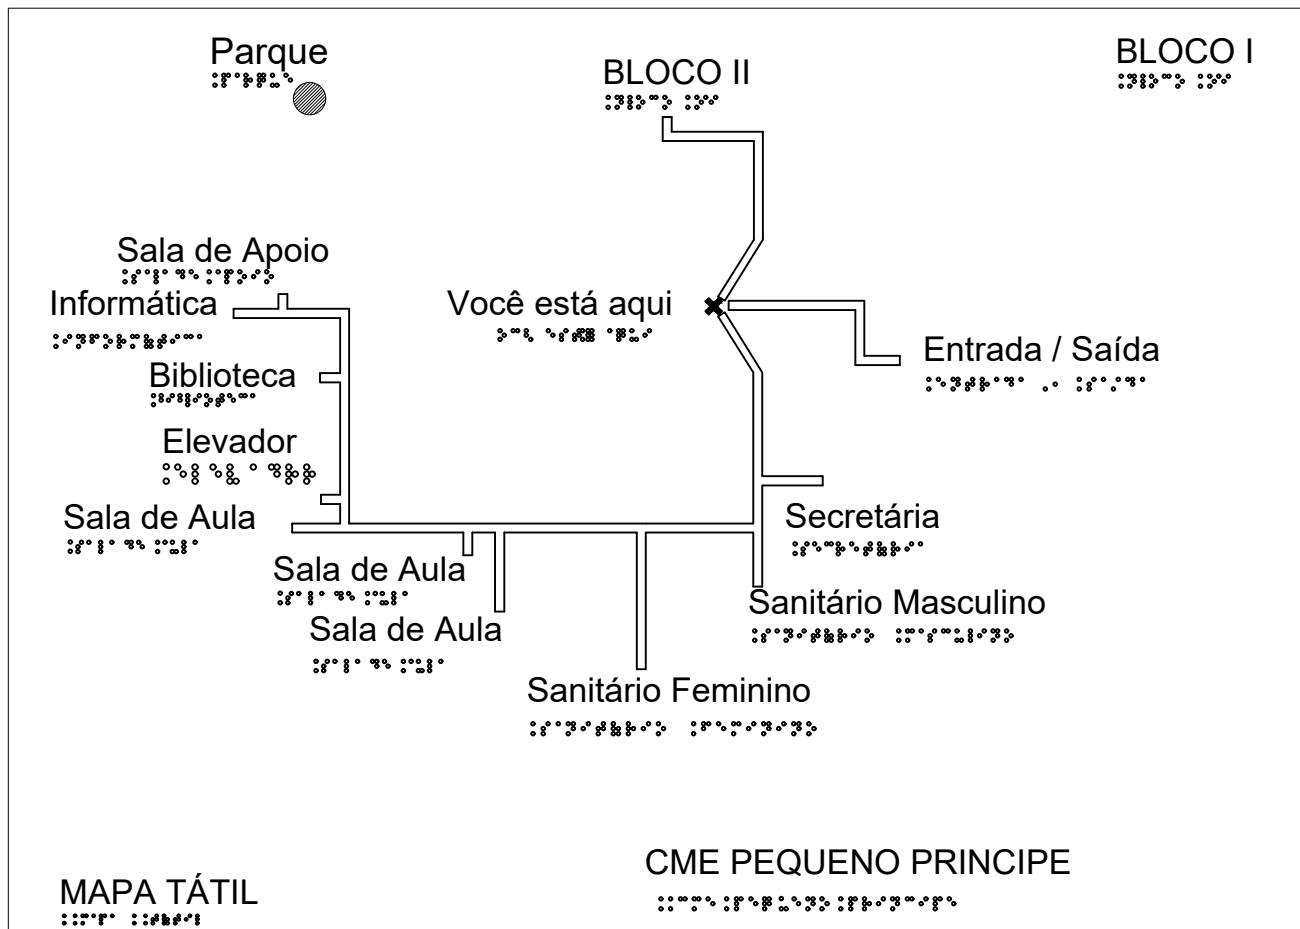 Parque
BLOCO II
BLOCO I
Sala de Apoio
Informática
Você está aqui
Entrada / Saída
Biblioteca
Elevador
Sala de Aula
Secretária
Sala de Aula
Sanitário Masculino
Sala de Aula
Sanitário Feminino
CME PEQUENO PRINCIPE
MAPA TÁTIL